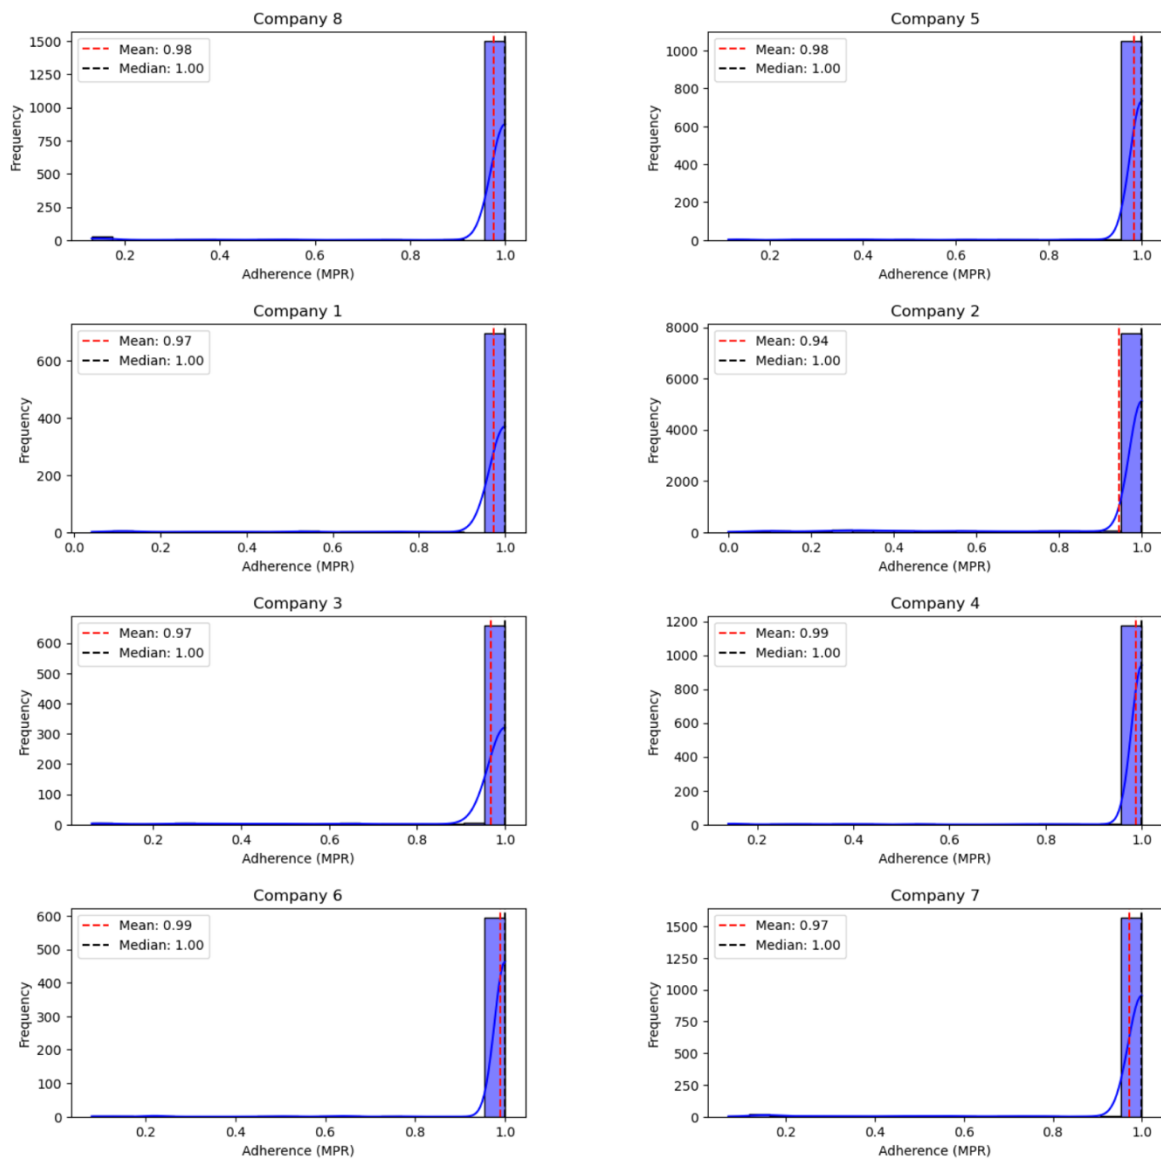 Company 8
Mean: 0.98
Median: 1.00
1500
1250
1000
750
500
250
0
Frequency
0.2 0.4 0.6 0.8 1.0
Adherence (MPR)
Company 5
Mean: 0.98
Median: 1.00
1000
800
600
400
200
0
Frequency
0.2 0.4 0.6 0.8 1.0
Adherence (MPR)
Company 1
Mean: 0.97
Median: 1.00
600
400
200
0
Frequency
0.0 0.2 0.4 0.6 0.8 1.0
Adherence (MPR)
Company 2
Mean: 0.94
Median: 1.00
8000
6000
4000
2000
0
Frequency
0.0 0.2 0.4 0.6 0.8 1.0
Adherence (MPR)
Company 3
Mean: 0.97
Median: 1.00
600
500
400
300
200
100
0
Frequency
0.2 0.4 0.6 0.8 1.0
Adherence (MPR)
Company 4
Mean: 0.99
Median: 1.00
1200
1000
800
600
400
200
0
Frequency
0.2 0.4 0.6 0.8 1.0
Adherence (MPR)
Company 6
Mean: 0.99
Median: 1.00
600
500
400
300
200
100
0
Frequency
0.2 0.4 0.6 0.8 1.0
Adherence (MPR)
Company 7
Mean: 0.97
Median: 1.00
1500
1250
1000
750
500
250
0
Frequency
0.2 0.4 0.6 0.8 1.0
Adherence (MPR)